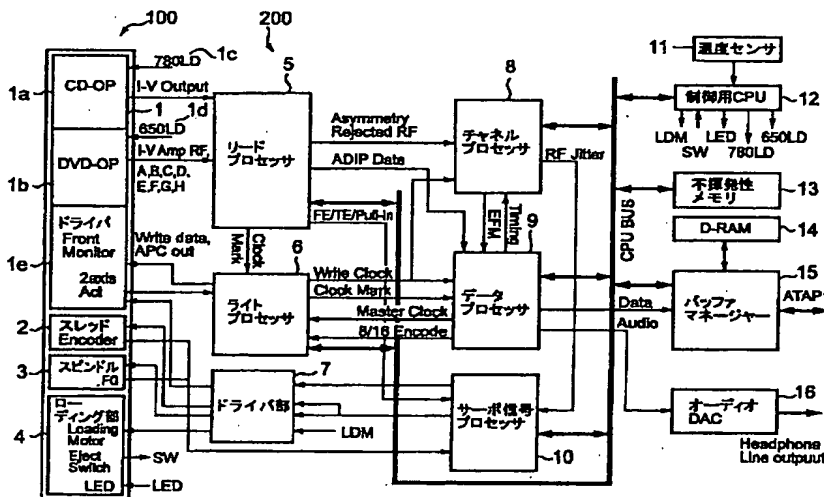 100
200
1c
780LD
1a
CD-OP
I-V Output
1
1d
650LD
DVD-OP
I-V Amp RF,
A,B,C,D,
E,F,G,H
1b
ドライバ
Front
Monitor
2axis
Act
1e
Write data,
APC out
2
スレッド
Encoder
3
スピンドル
FG
4
ローディング部
Loading
Motor
Eject
Switch
LED
SW
LED
5
リード
プロセッサ
Asymmetry
Rejected RF
ADIP Data
FE/TE/Pull-in
Clock
Mark
6
ライト
プロセッサ
Write Clock
Clock Mark
Master Clock
8/16 Encode
7
ドライバ部
LDM
8
チャネル
プロセッサ
RF Jitter
EFM
Timing
9
データ
プロセッサ
サーボ信号
プロセッサ
10
CPU BUS
11
温度センサ
制御用CPU
12
LDM
SW
LED
780LD
650LD
不揮発性
メモリ
13
14
D-RAM
15
バッファ
マネージャー
ATAPI
Data
Audio
16
オーディオ
DAC
Headphone
Line outpuut